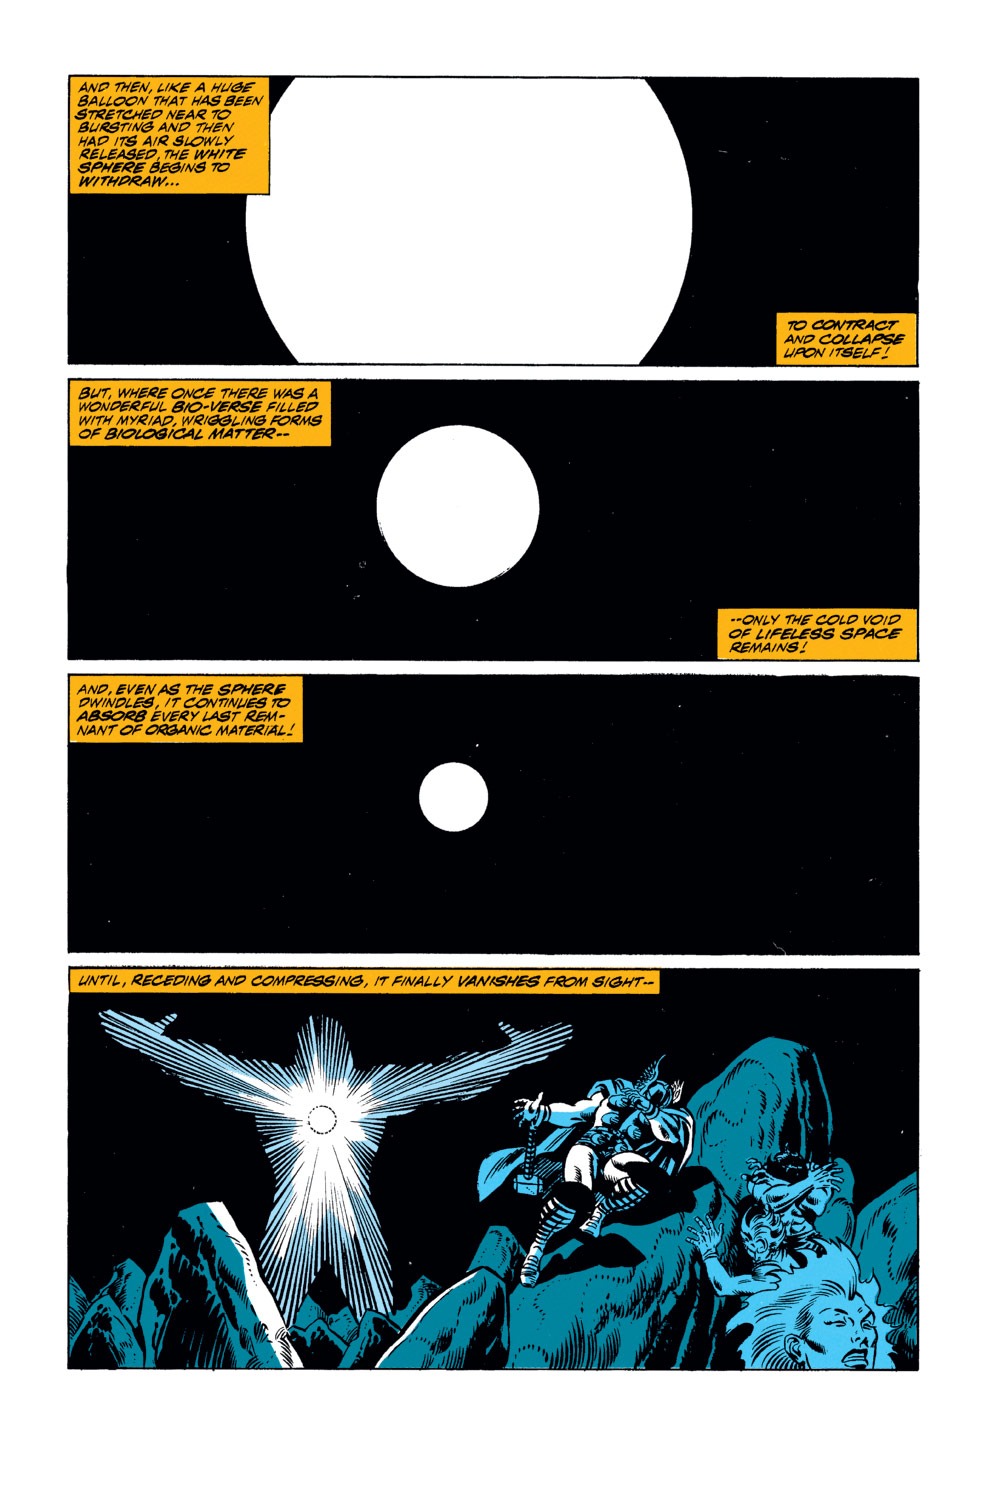 AND THEN, LIKE A HUGE
BALLOON THAT HAS BEEN
STRETCHED NEAR TO
BURSTING AND THEN
HAD ITS AIR SLOWLY
RELEASED, THE WHITE
SPHERE BEGINS TO
WITHDRAW...
TO CONTRACT
AND COLLAPSE
UPON ITSELF!
BUT, WHERE ONCE THERE WAS A
WONDERFUL BIO-VERSE FILLED
WITH MYRIAD, WRIGGLING FORMS
OF BIOLOGICAL MATTER--
--ONLY THE COLD VOID
OF LIFELESS SPACE
REMAINS!
AND, EVEN AS THE SPHERE
DWINDLES, IT CONTINUES TO
ABSORB EVERY LAST REM-
NANT OF ORGANIC MATERIAL!
UNTIL, RECEDING AND COMPRESSING, IT FINALLY VANISHES FROM SIGHT--